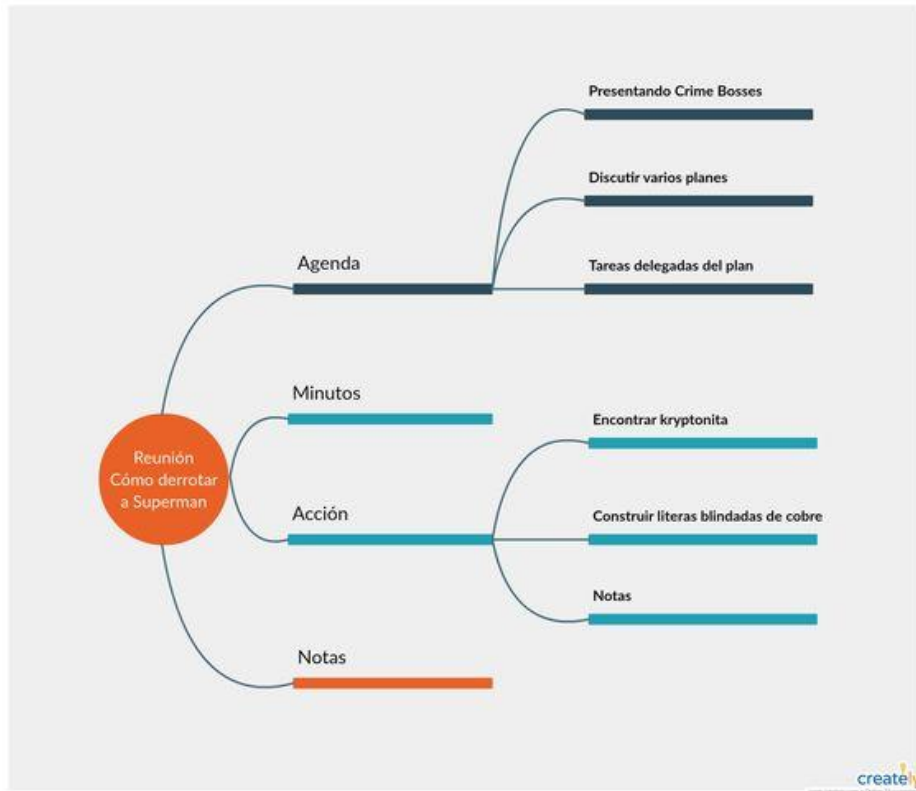 Presentando Crime Bosses
Discutir varios planes
Agenda
Tareas delegadas del plan
Minutos
Encontrar kryptonita
Reunión
Cómo derrotar
a Superman
Acción
Construir literas blindadas de cobre
Notas
Notas
creately